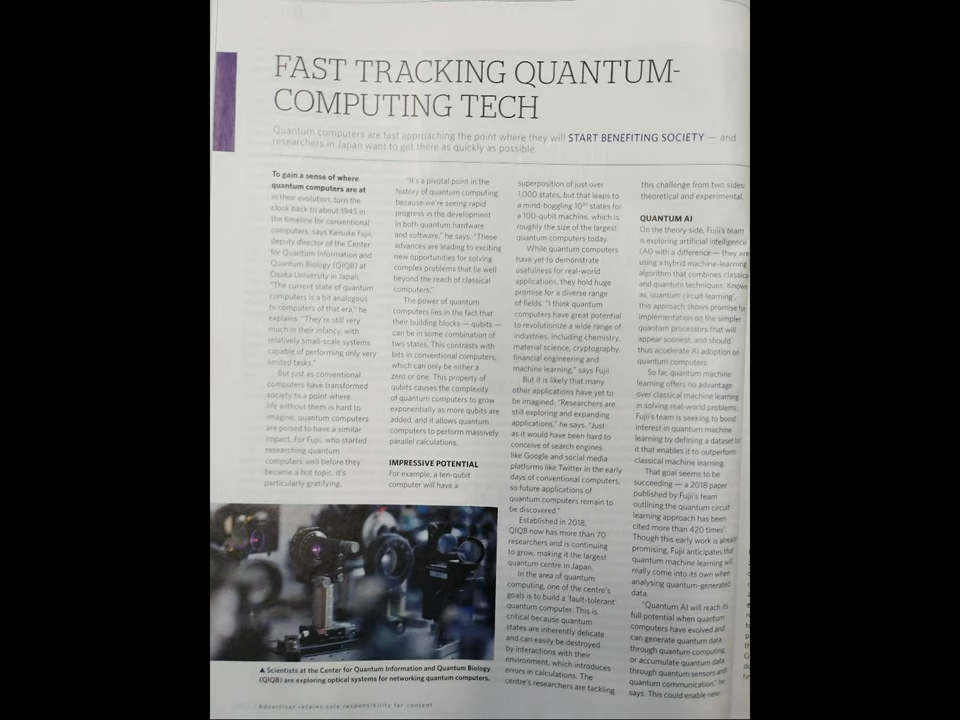 FAST TRACKING QUANTUM-
COMPUTING TECH
Quantum computers are fast approaching the point where they will START BENEFITING SOCIETY — and
researchers in Japan want to get there as quickly as possible.
To gain a sense of where
quantum computers are at
in their evolution, turn the
clock back to about 1945 in
the timeline for conventional
computers, says Keisuke Fujii,
deputy director of the Center
for Quantum Information and
Quantum Biology (QIQB) at
Osaka University in Japan.
"The current state of quantum
computers is a bit analogous
to computers of that era," he
explains. "They're still very
much in their infancy, with
relatively small-scale systems
capable of performing only very
limited tasks."
But just as conventional
computers have transformed
society to a point where
life without them is hard to
imagine, quantum computers
are poised to have a similar
impact. For Fujii, who started
researching quantum
computers well before they
became a hot topic, it's
particularly gratifying.
"It's a pivotal point in the
history of quantum computing
because we're seeing rapid
progress in the development
in both quantum hardware
and software," he says. "These
advances are leading to exciting
new opportunities for solving
complex problems that lie well
beyond the reach of classical
computers."
The power of quantum
computers lies in the fact that
their building blocks — qubits —
can be in some combination of
two states. This contrasts with
bits in conventional computers,
which can only be either a
zero or one. This property of
qubits causes the complexity
of quantum computers to grow
exponentially as more qubits are
added, and it allows quantum
computers to perform massively
parallel calculations.
IMPRESSIVE POTENTIAL
For example, a ten-qubit
computer will have a
superposition of just over
1,000 states, but that leaps to
a mind-boggling 10³⁰ states for
a 100-qubit machine, which is
roughly the size of the largest
quantum computers today.
While quantum computers
have yet to demonstrate
usefulness for real-world
applications, they hold huge
promise for a diverse range
of fields. "I think quantum
computers have great potential
to revolutionize a wide range of
industries, including chemistry,
material science, cryptography,
financial engineering and
machine learning," says Fujii.
But it is likely that many
other applications have yet to
be imagined. "Researchers are
still exploring and expanding
applications," he says. "Just
as it would have been hard to
conceive of search engines
like Google and social media
platforms like Twitter in the early
days of conventional computers,
so future applications of
quantum computers remain to
be discovered."
Established in 2018,
QIQB now has more than 70
researchers and is continuing
to grow, making it the largest
quantum centre in Japan.
In the area of quantum
computing, one of the centre's
goals is to build a 'fault-tolerant'
quantum computer. This is
critical because quantum
states are inherently delicate
and can easily be destroyed
by interactions with their
environment, which introduces
errors in calculations. The
centre's researchers are tackling
this challenge from two sides:
theoretical and experimental.
QUANTUM AI
On the theory side, Fujii's team
is exploring artificial intelligence
(AI) with a difference — they are
using a hybrid machine-learning
algorithm that combines classical
and quantum techniques. Known
as 'quantum circuit learning',
this approach shows promise for
implementation on the simpler
quantum processors that will
appear soonest, and should
thus accelerate AI adoption on
quantum computers.
So far, quantum machine
learning offers no advantage
over classical machine learning
in solving real-world problems.
Fujii's team is seeking to boost
interest in quantum machine
learning by defining a dataset for
it that enables it to outperform
classical machine learning.
That goal seems to be
succeeding — a 2018 paper
published by Fujii's team
outlining the quantum circuit
learning approach has been
cited more than 420 times¹.
Though this early work is already
promising, Fujii anticipates that
quantum machine learning will
really come into its own when
analysing quantum-generated
data.
"Quantum AI will reach its
full potential when quantum
computers have evolved and
can generate quantum data
through quantum computing,
or accumulate quantum data
through quantum sensors and
quantum communication," he
says. This could enable new
▲ Scientists at the Center for Quantum Information and Quantum Biology
(QIQB) are exploring optical systems for networking quantum computers.
Advertiser retains sole responsibility for content